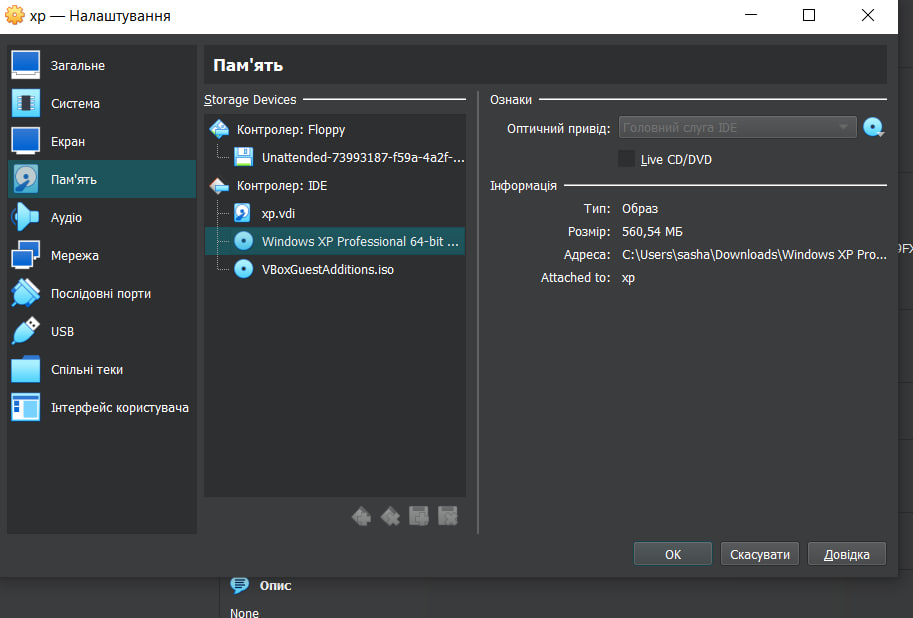 xp — Налаштування
Загальне
Система
Екран
Пам'ять
Аудіо
Мережа
Послідовні порти
USB
Спільні теки
Інтерфейс користувача
Пам'ять
Storage Devices
Контролер: Floppy
Unattended-73993187-f59a-4a2f-...
Контролер: IDE
xp.vdi
Windows XP Professional 64-bit ...
VBoxGuestAdditions.iso
Ознаки
Оптичний привід: Головний слуга IDE
Live CD/DVD
Інформація
Тип: Образ
Розмір: 560,54 МБ
Адреса: C:\Users\sasha\Downloads\Windows XP Pro...
Attached to: xp
OK Скасувати Довідка
Опис
None